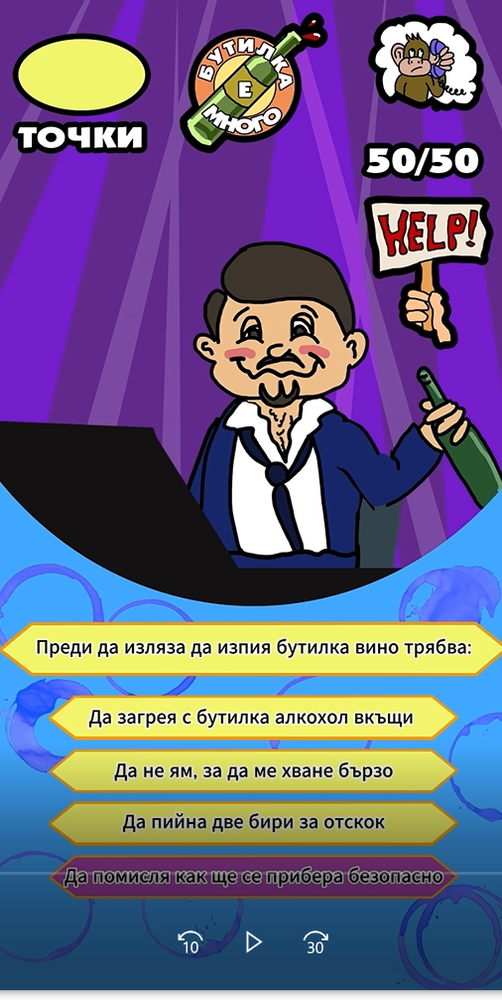 БУТИЛКА
Е
МНОГО
ТОЧКИ
50/50
HELP!
Преди да изляза да изпия бутилка вино трябва:
Да загрея с бутилка алкохол вкъщи
Да не ям, за да ме хване бързо
Да пийна две бири за отскок
Да помисля как ще се прибера безопасно
10
30